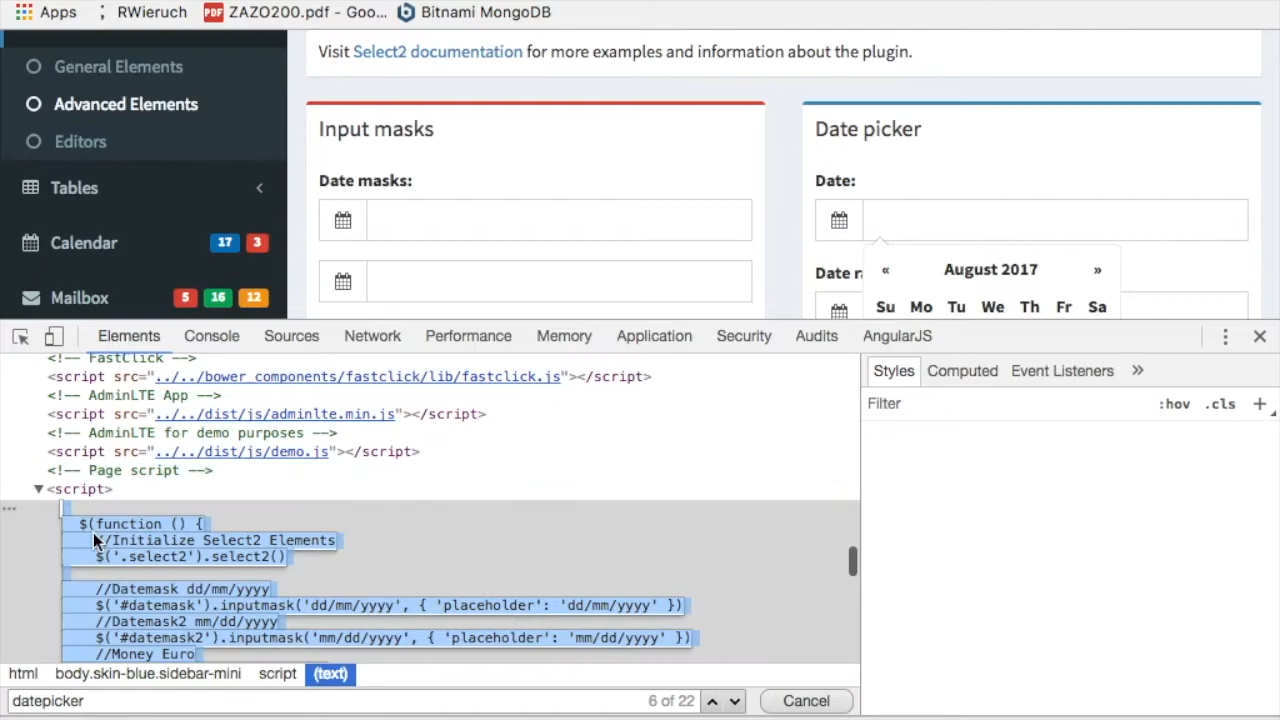 Apps RWieruch ZAZO200.pdf - Goo... Bitnami MongoDB
General Elements
Advanced Elements
Editors
Tables
Calendar 17 3
Mailbox 5 16 12
Visit Select2 documentation for more examples and information about the plugin.
Input masks
Date masks:
Date picker
Date:
Date r
« August 2017 »
Su Mo Tu We Th Fr Sa
Elements Console Sources Network Performance Memory Application Security Audits AngularJS
<!-- FastClick -->
<script src="../../bower_components/fastclick/lib/fastclick.js"></script>
<!-- AdminLTE App -->
<script src="../../dist/js/adminlte.min.js"></script>
<!-- AdminLTE for demo purposes -->
<script src="../../dist/js/demo.js"></script>
<!-- Page script -->
<script>
$(function () {
//Initialize Select2 Elements
$('.select2').select2()
//Datemask dd/mm/yyyy
$('#datemask').inputmask('dd/mm/yyyy', { 'placeholder': 'dd/mm/yyyy' })
//Datemask2 mm/dd/yyyy
$('#datemask2').inputmask('mm/dd/yyyy', { 'placeholder': 'mm/dd/yyyy' })
//Money Euro
html body.skin-blue.sidebar-mini script (text)
datepicker 6 of 22 Cancel
Styles Computed Event Listeners »
Filter :hov .cls +